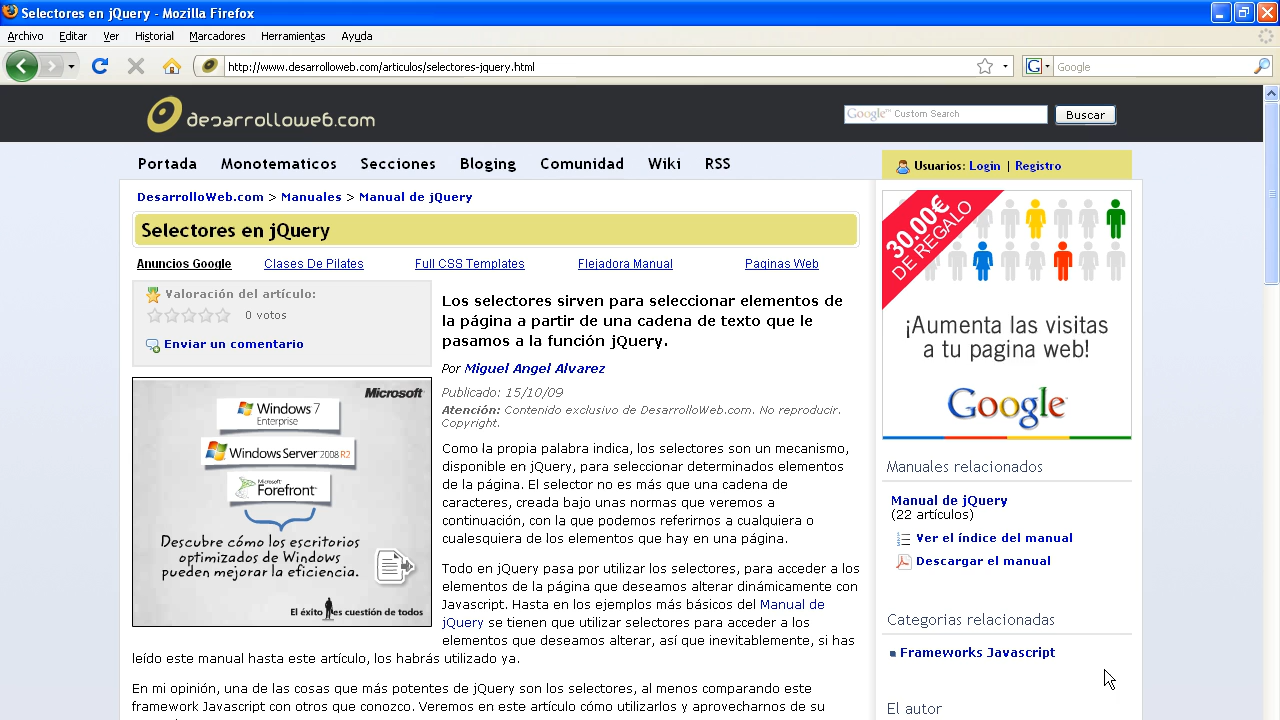 Selectores en jQuery - Mozilla Firefox
Archivo Editar Ver Historial Marcadores Herramientas Ayuda
http://www.desarrolloweb.com/articulos/selectores-jquery.html
Google
desarrolloweb.com
Google™ Custom Search
Buscar
Portada Monotematicos Secciones Bloging Comunidad Wiki RSS
Usuarios: Login | Registro
DesarrolloWeb.com > Manuales > Manual de jQuery
Selectores en jQuery
Anuncios Google Clases De Pilates Full CSS Templates Flejadora Manual Paginas Web
Valoración del artículo:
0 votos
Enviar un comentario
Microsoft
Windows 7
Enterprise
Windows Server 2008 R2
Microsoft
Forefront™
Descubre cómo los escritorios
optimizados de Windows
pueden mejorar la eficiencia.
El éxito es cuestión de todos
Los selectores sirven para seleccionar elementos de
la página a partir de una cadena de texto que le
pasamos a la función jQuery.
Por Miguel Angel Alvarez
Publicado: 15/10/09
Atención: Contenido exclusivo de DesarrolloWeb.com. No reproducir.
Copyright.
Como la propia palabra indica, los selectores son un mecanismo,
disponible en jQuery, para seleccionar determinados elementos
de la página. El selector no es más que una cadena de
caracteres, creada bajo unas normas que veremos a
continuación, con la que podemos referirnos a cualquiera o
cualesquiera de los elementos que hay en una página.
Todo en jQuery pasa por utilizar los selectores, para acceder a los
elementos de la página que deseamos alterar dinámicamente con
Javascript. Hasta en los ejemplos más básicos del Manual de
jQuery se tienen que utilizar selectores para acceder a los
elementos que deseamos alterar, así que inevitablemente, si has
leído este manual hasta este artículo, los habrás utilizado ya.
En mi opinión, una de las cosas que más potentes de jQuery son los selectores, al menos comparando este
framework Javascript con otros que conozco. Veremos en este artículo cómo utilizarlos y aprovecharnos de su
30.00€
DE REGALO
¡Aumenta las visitas
a tu pagina web!
Google
Manuales relacionados
Manual de jQuery
(22 artículos)
Ver el índice del manual
Descargar el manual
Categorias relacionadas
Frameworks Javascript
El autor